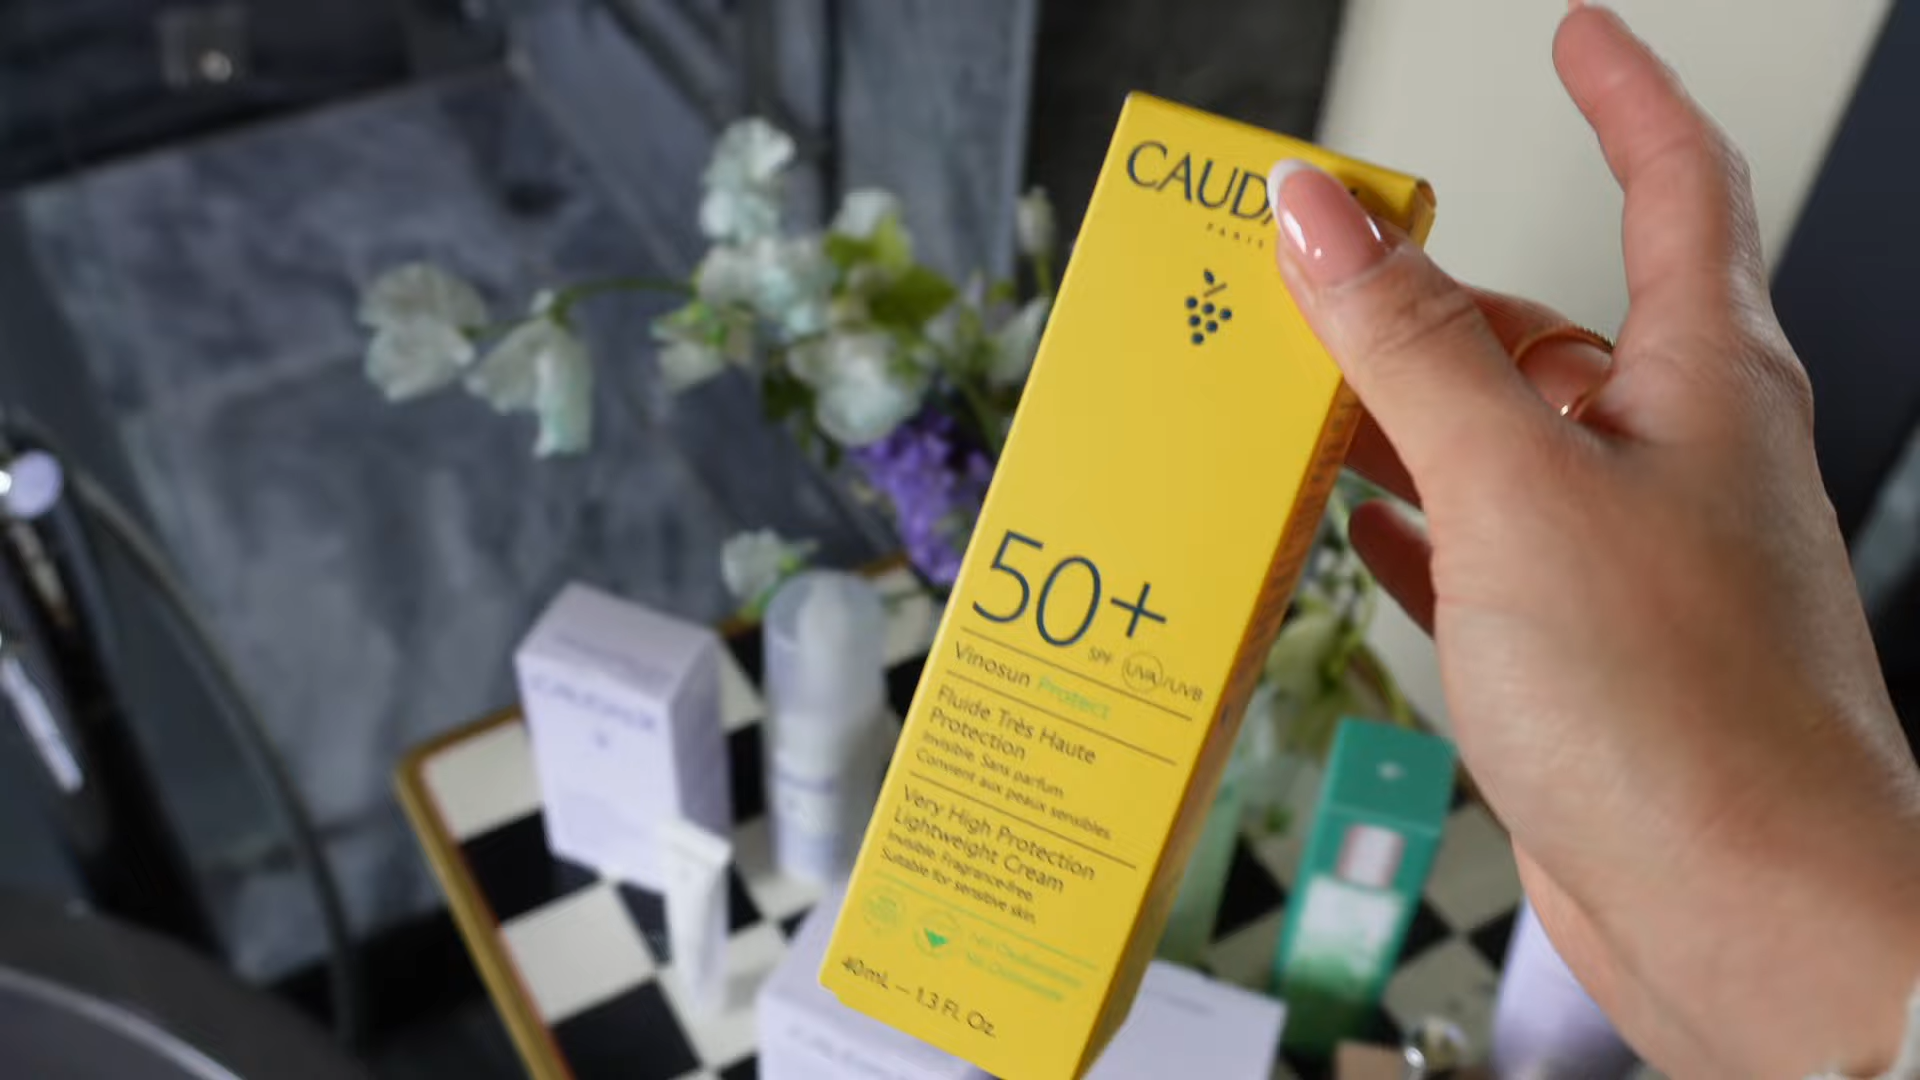 CAUDA
PARIS
50+
SPF UVA/UVB
Vinosun Protect
Fluide Très Haute
Protection
Invisible. Sans parfum.
Convient aux peaux sensibles.
Very High Protection
Lightweight Cream
Invisible. Fragrance-free.
Suitable for sensitive skin.
40mL – 1.3 Fl. Oz.